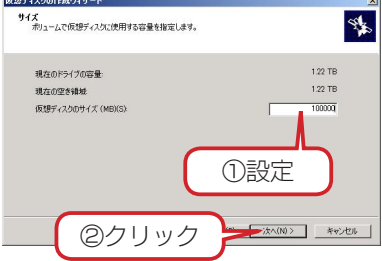 仮想ディスクの作成ウィザード
サイズ
ボリュームで仮想ディスクに使用する容量を指定します。
現在のドライブの容量: 1.22 TB
現在の空き領域: 1.22 TB
仮想ディスクのサイズ (MB)(S): 100000
①設定
②クリック
次へ(N) > キャンセル